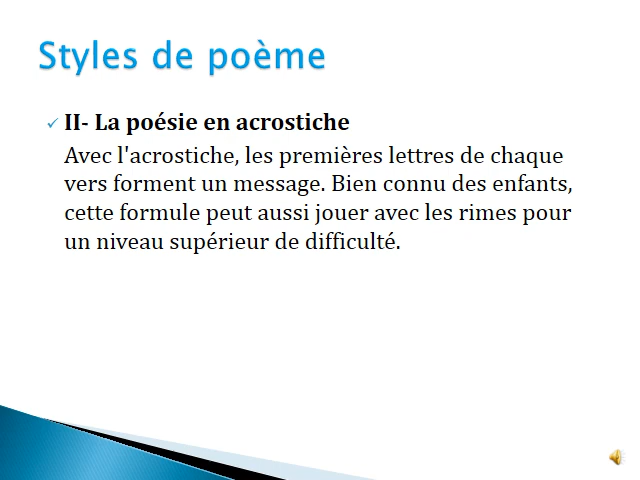 Styles de poème
✓ II- La poésie en acrostiche
Avec l'acrostiche, les premières lettres de chaque
vers forment un message. Bien connu des enfants,
cette formule peut aussi jouer avec les rimes pour
un niveau supérieur de difficulté.